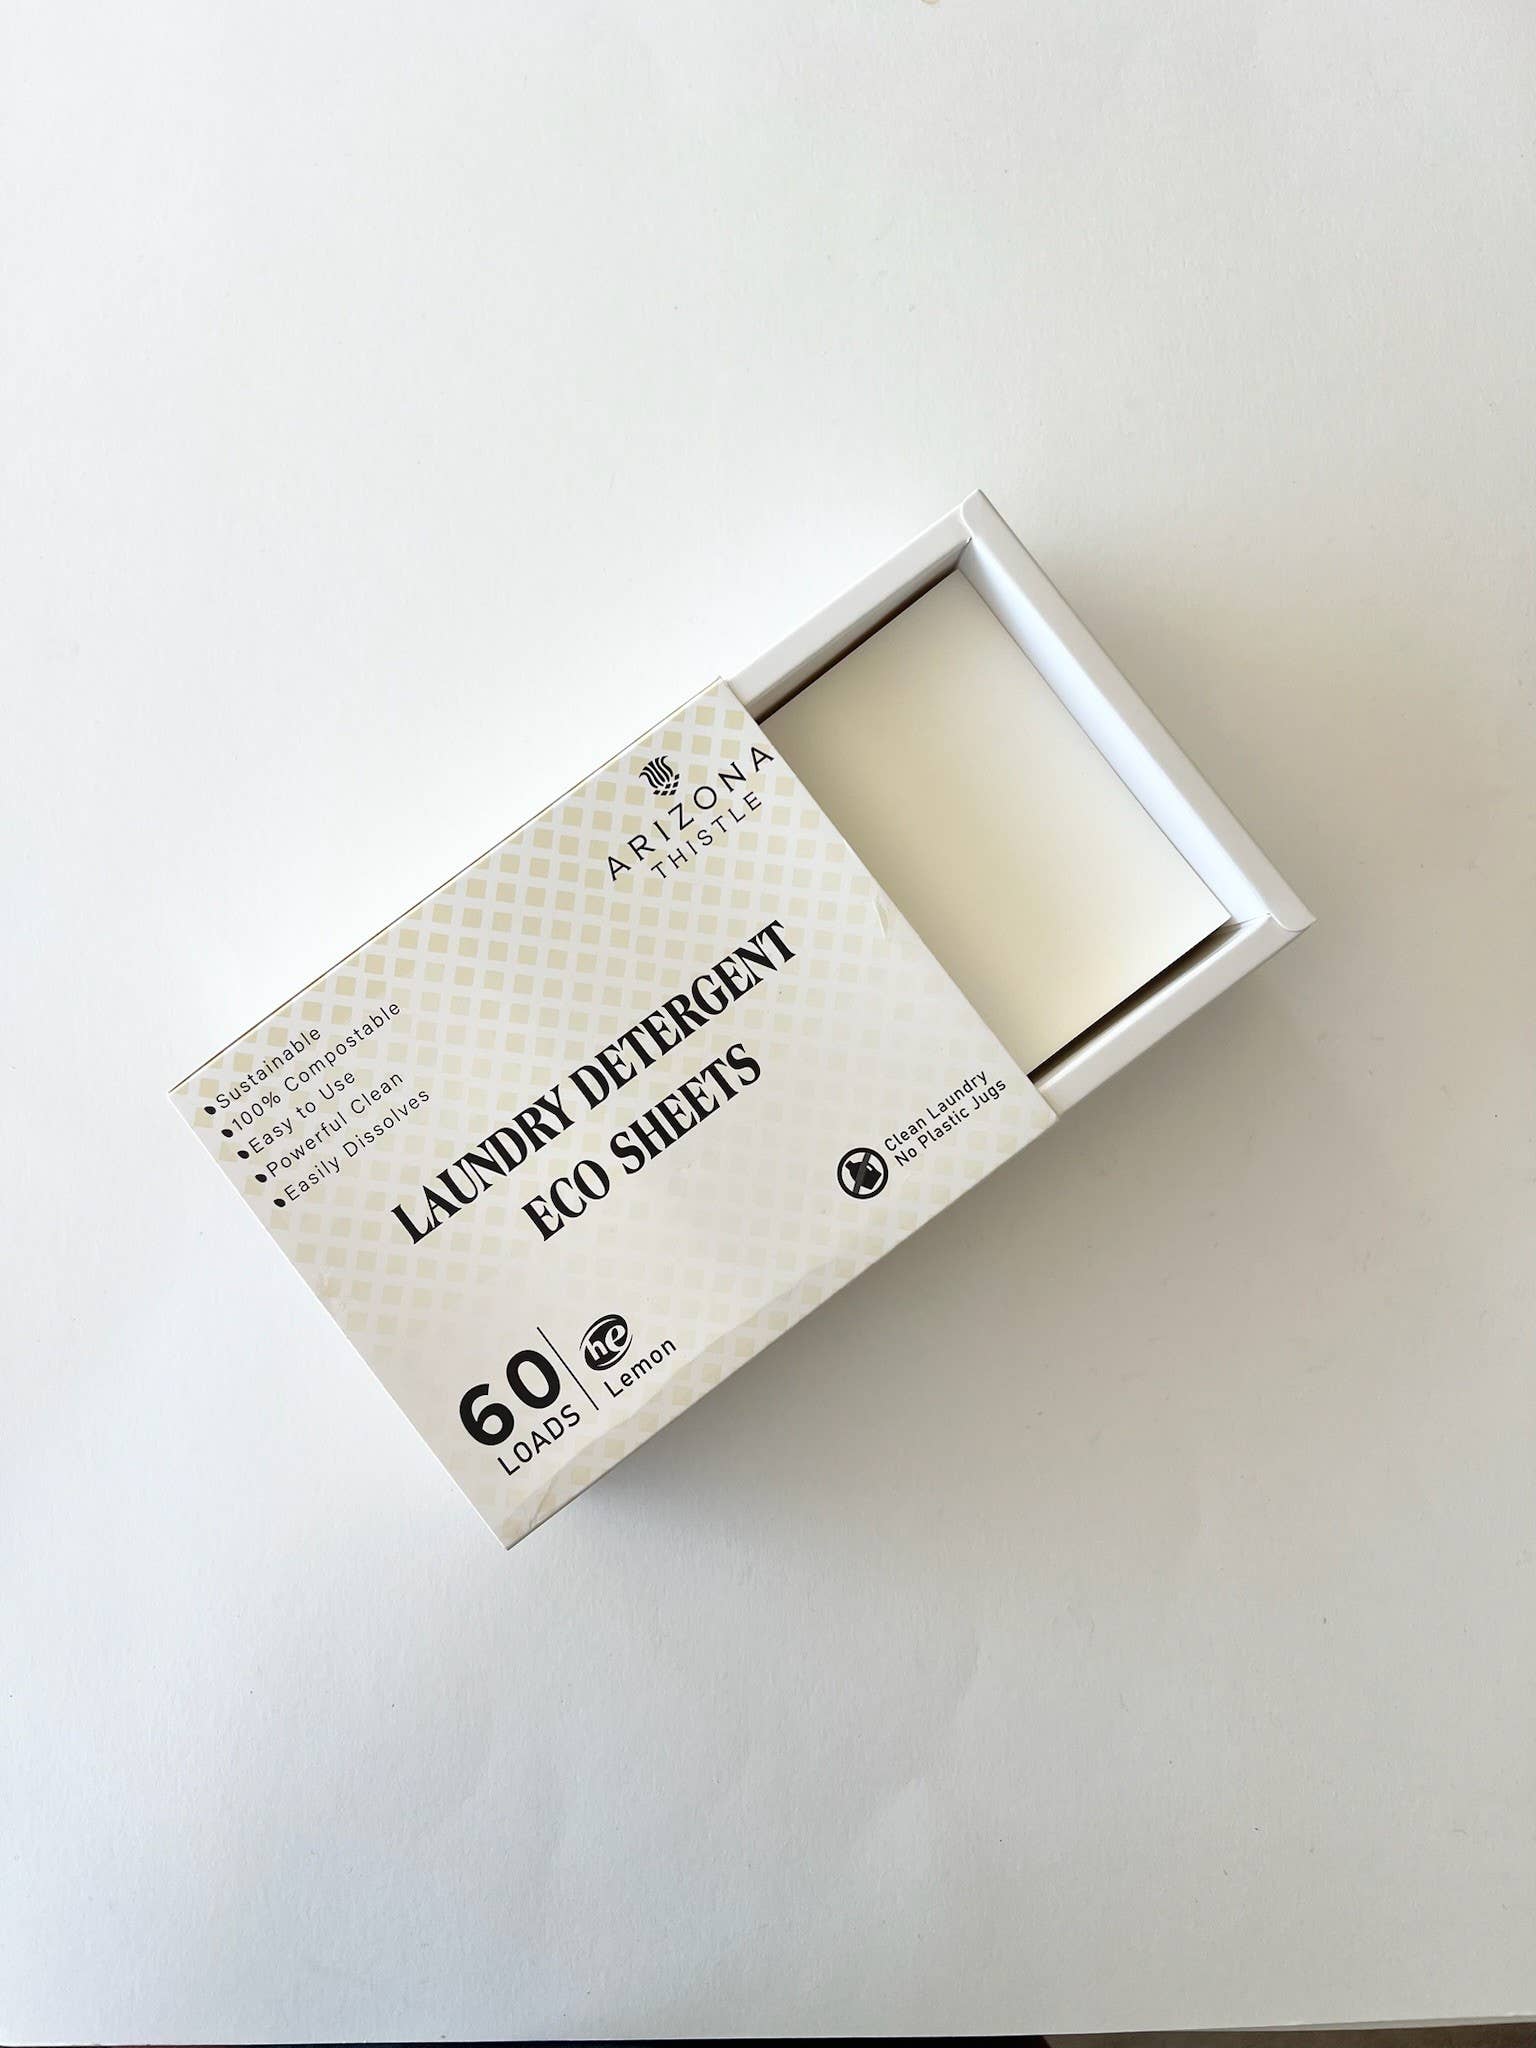 ARIZONA
THISTLE
Sustainable
100% Compostable
Easy to Use
Powerful Clean
Easily Dissolves
LAUNDRY DETERGENT
ECO SHEETS
Clean Laundry
No Plastic Jugs
60
LOADS
he
Lemon